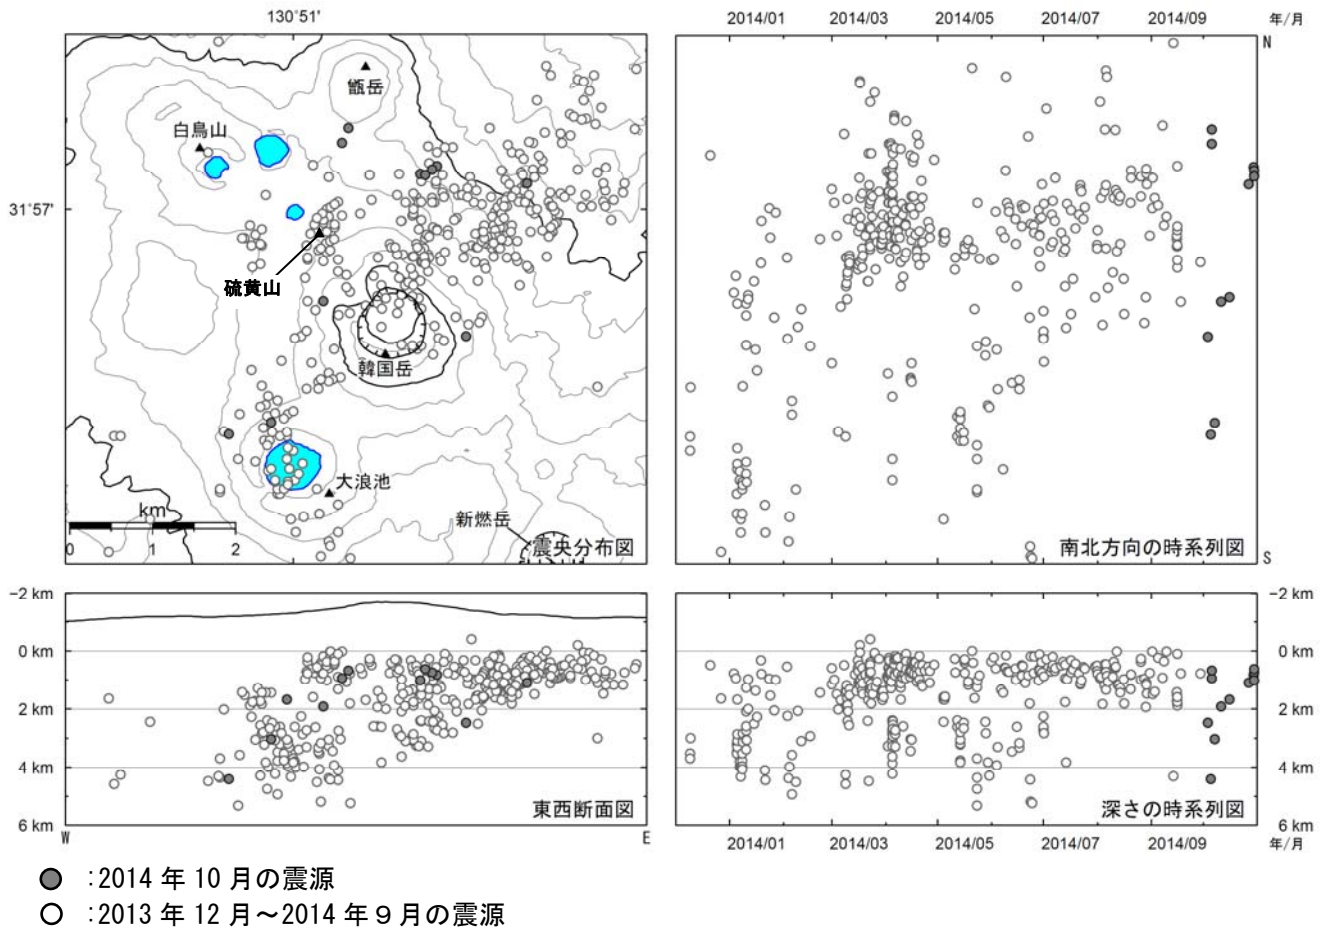 130°51'
甑岳
白鳥山
31°57'
硫黄山
韓国岳
大浪池
新燃岳
km
0 1 2
震央分布図
2014/01 2014/03 2014/05 2014/07 2014/09 年/月
N
南北方向の時系列図
S
-2 km
0 km
2 km
4 km
6 km
W
E
東西断面図
-2 km
0 km
2 km
4 km
6 km
深さの時系列図
2014/01 2014/03 2014/05 2014/07 2014/09 年/月
:2014 年 10 月の震源
:2013 年 12 月～2014 年 9 月の震源